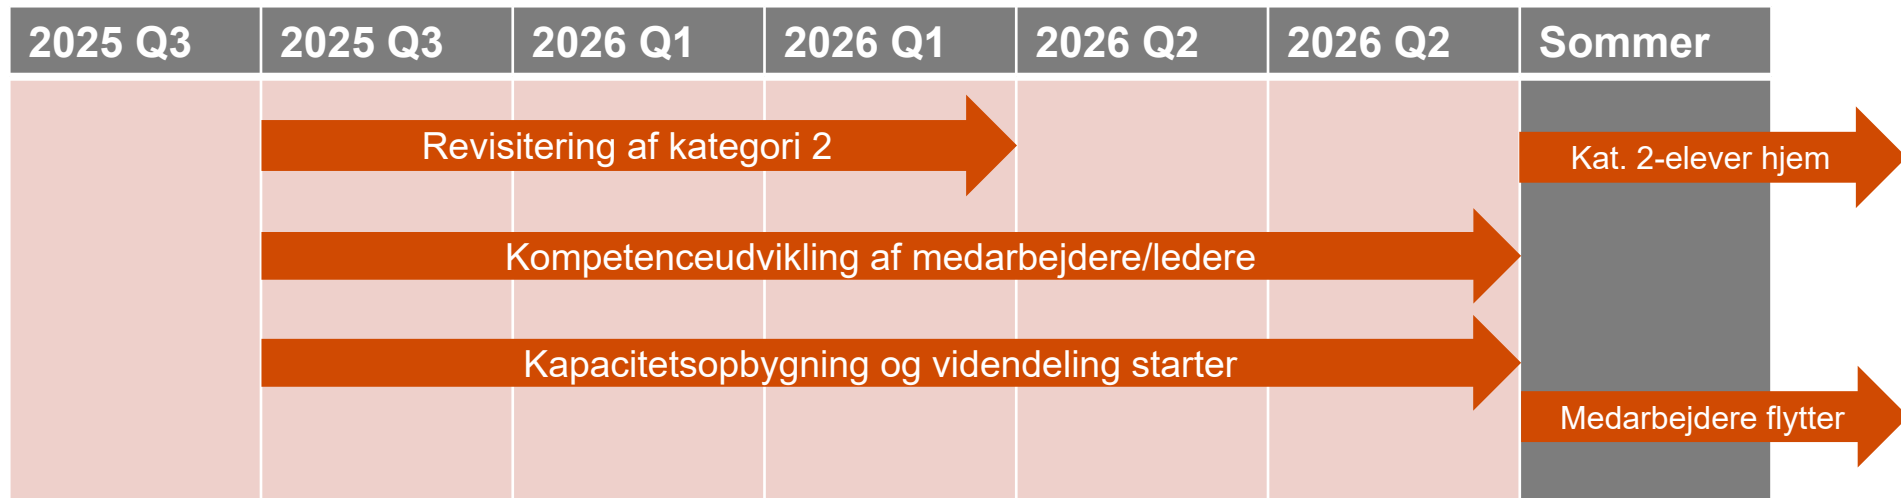 2025 Q3 2025 Q3 2026 Q1 2026 Q1 2026 Q2 2026 Q2 Sommer
Revisitering af kategori 2
Kat. 2-elever hjem
Kompetenceudvikling af medarbejdere/ledere
Kapacitetsopbygning og videndeling starter
Medarbejdere flytter